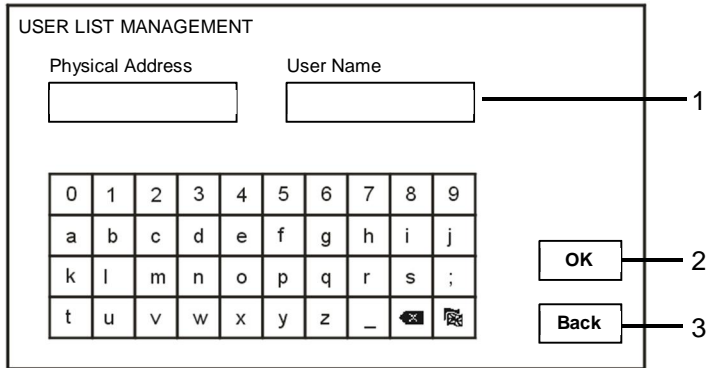 USER LIST MANAGEMENT
Physical Address User Name
1
0 1 2 3 4 5 6 7 8 9
a b c d e f g h i j
k l m n o p q r s ;
t u v w x y z _
OK 2
Back 3